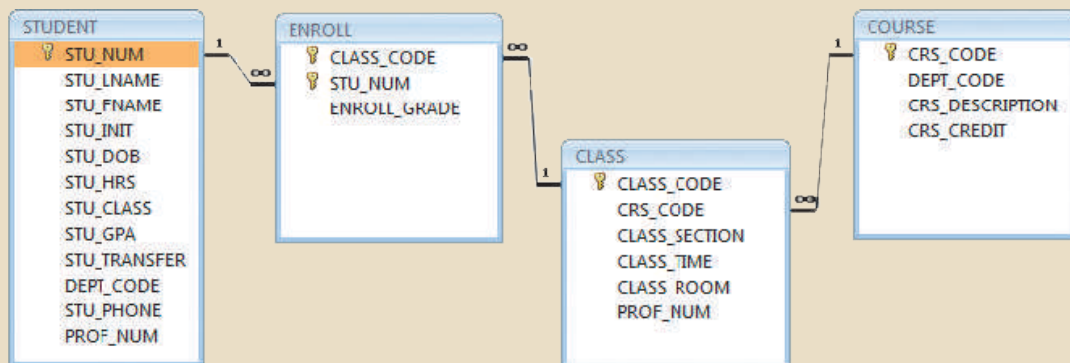 STUDENT
STU_NUM
STU_LNAME
STU_FNAME
STU_INIT
STU_DOB
STU_HRS
STU_CLASS
STU_GPA
STU_TRANSFER
DEPT_CODE
STU_PHONE
PROF_NUM
1
∞
ENROLL
CLASS_CODE
STU_NUM
ENROLL_GRADE
∞
1
CLASS
CLASS_CODE
CRS_CODE
CLASS_SECTION
CLASS_TIME
CLASS_ROOM
PROF_NUM
∞
1
COURSE
CRS_CODE
DEPT_CODE
CRS_DESCRIPTION
CRS_CREDIT